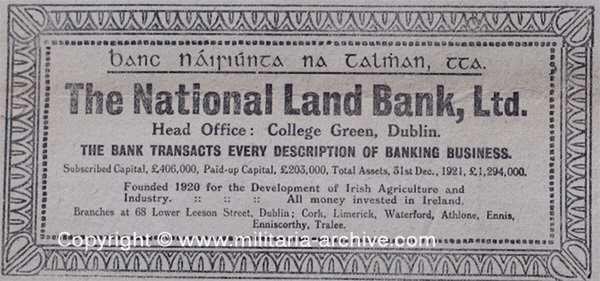 banc náisiúnta na talman, tta.
The National Land Bank, Ltd.
Head Office: College Green, Dublin.
THE BANK TRANSACTS EVERY DESCRIPTION OF BANKING BUSINESS.
Subscribed Capital, £406,000, Paid-up Capital, £203,000, Total Assets, 31st Dec., 1921, £1,294,000.
Founded 1920 for the Development of Irish Agriculture and
Industry. :: :: :: All money invested in Ireland.
Branches at 68 Lower Leeson Street, Dublin; Cork, Limerick, Waterford, Athlone, Ennis,
Enniscorthy, Tralee.
Copyright © www.militaria-archive.com